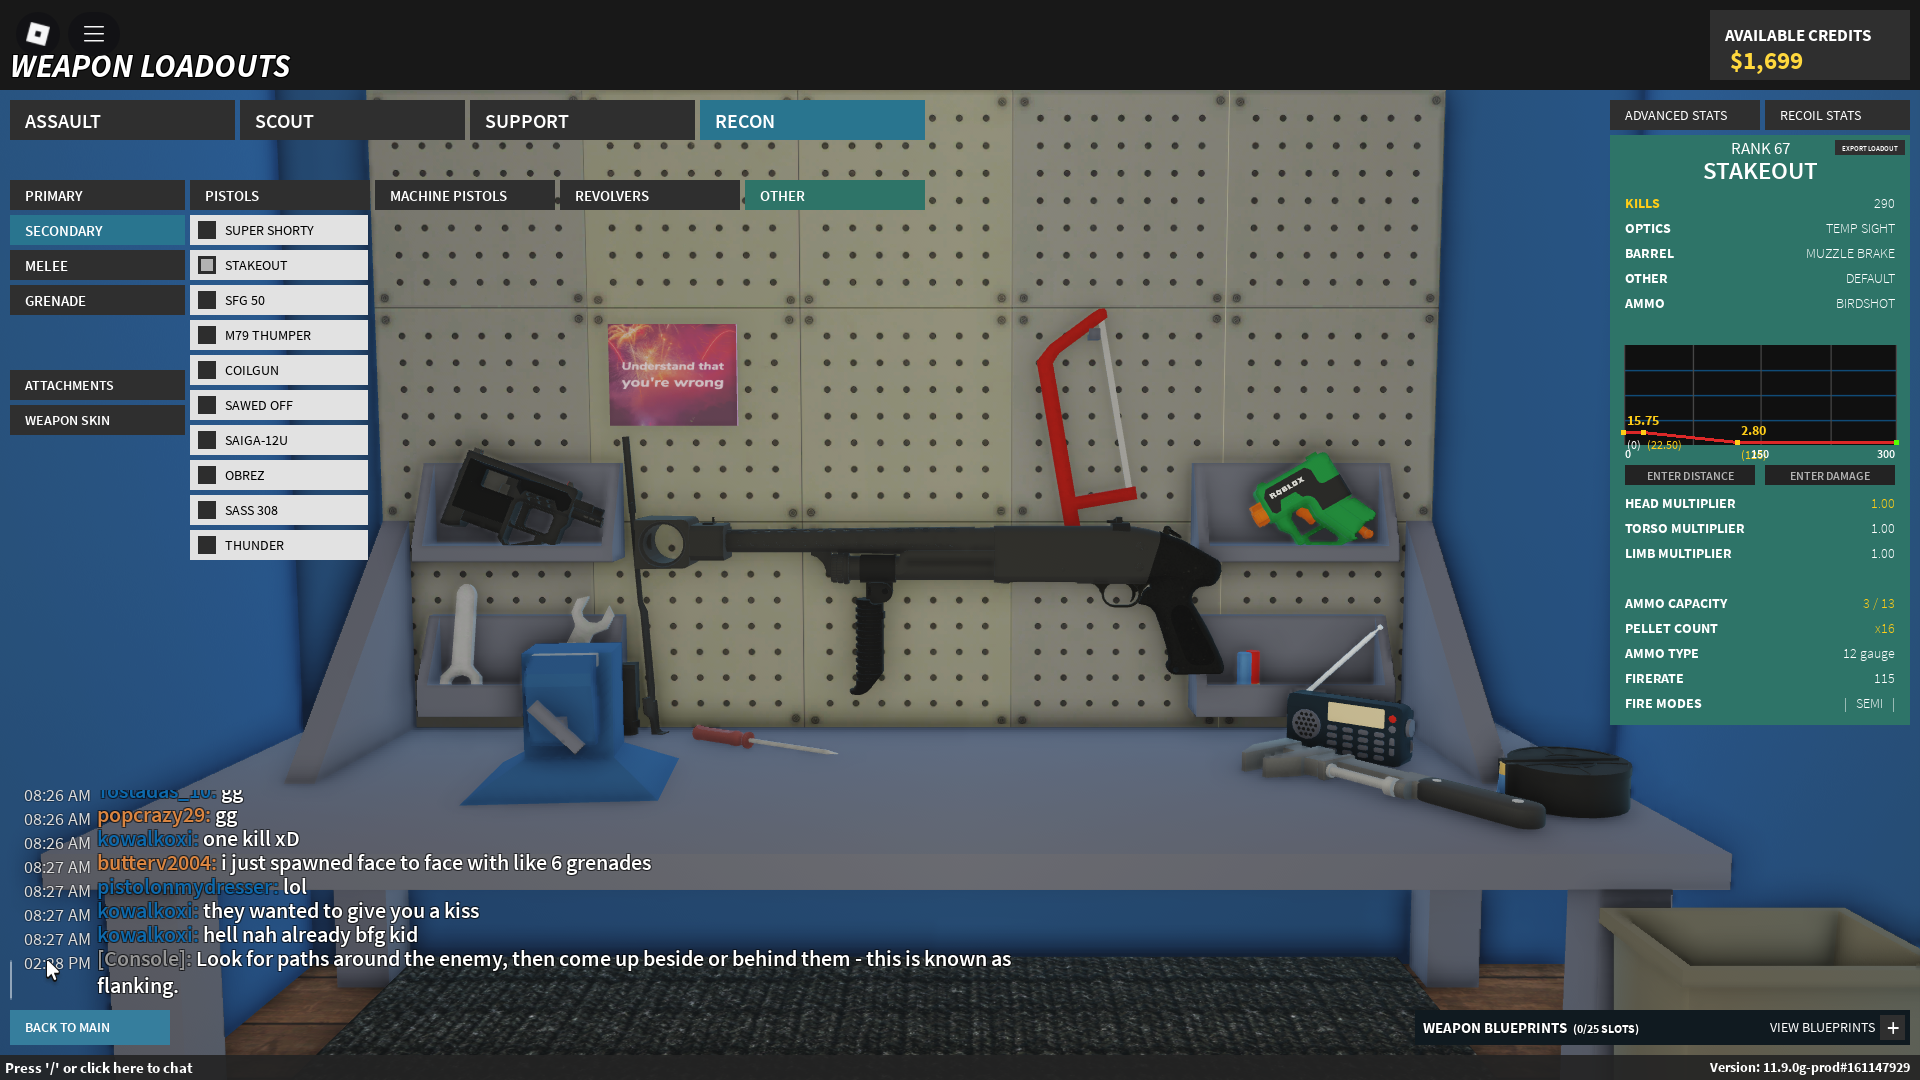 WEAPON LOADOUTS
AVAILABLE CREDITS
$1,699
ASSAULT
SCOUT
SUPPORT
RECON
ADVANCED STATS
RECOIL STATS
PRIMARY
SECONDARY
MELEE
GRENADE
ATTACHMENTS
WEAPON SKIN
PISTOLS
MACHINE PISTOLS
REVOLVERS
OTHER
SUPER SHORTY
STAKEOUT
SFG 50
M79 THUMPER
COILGUN
SAWED OFF
SAIGA-12U
OBREZ
SASS 308
THUNDER
Understand that
you're wrong
ROBLOX
RANK 67
EXPORT LOADOUT
STAKEOUT
KILLS 290
OPTICS TEMP SIGHT
BARREL MUZZLE BRAKE
OTHER DEFAULT
AMMO BIRDSHOT
15.75
2.80
(0) (22.50)
0 150 300
ENTER DISTANCE
ENTER DAMAGE
HEAD MULTIPLIER 1.00
TORSO MULTIPLIER 1.00
LIMB MULTIPLIER 1.00
AMMO CAPACITY 3 / 13
PELLET COUNT x16
AMMO TYPE 12 gauge
FIRERATE 115
FIRE MODES | SEMI |
08:26 AM gg
08:26 AM popcrazy29: gg
08:26 AM kowalkoxi: one kill xD
08:27 AM butterv2004: i just spawned face to face with like 6 grenades
08:27 AM pistolonmydresser: lol
08:27 AM kowalkoxi: they wanted to give you a kiss
08:27 AM kowalkoxi: hell nah already bfg kid
PM [Console]: Look for paths around the enemy, then come up beside or behind them - this is known as
flanking.
BACK TO MAIN
WEAPON BLUEPRINTS (0/25 SLOTS)
VIEW BLUEPRINTS +
Press '/' or click here to chat
Version: 11.9.0g-prod#161147929